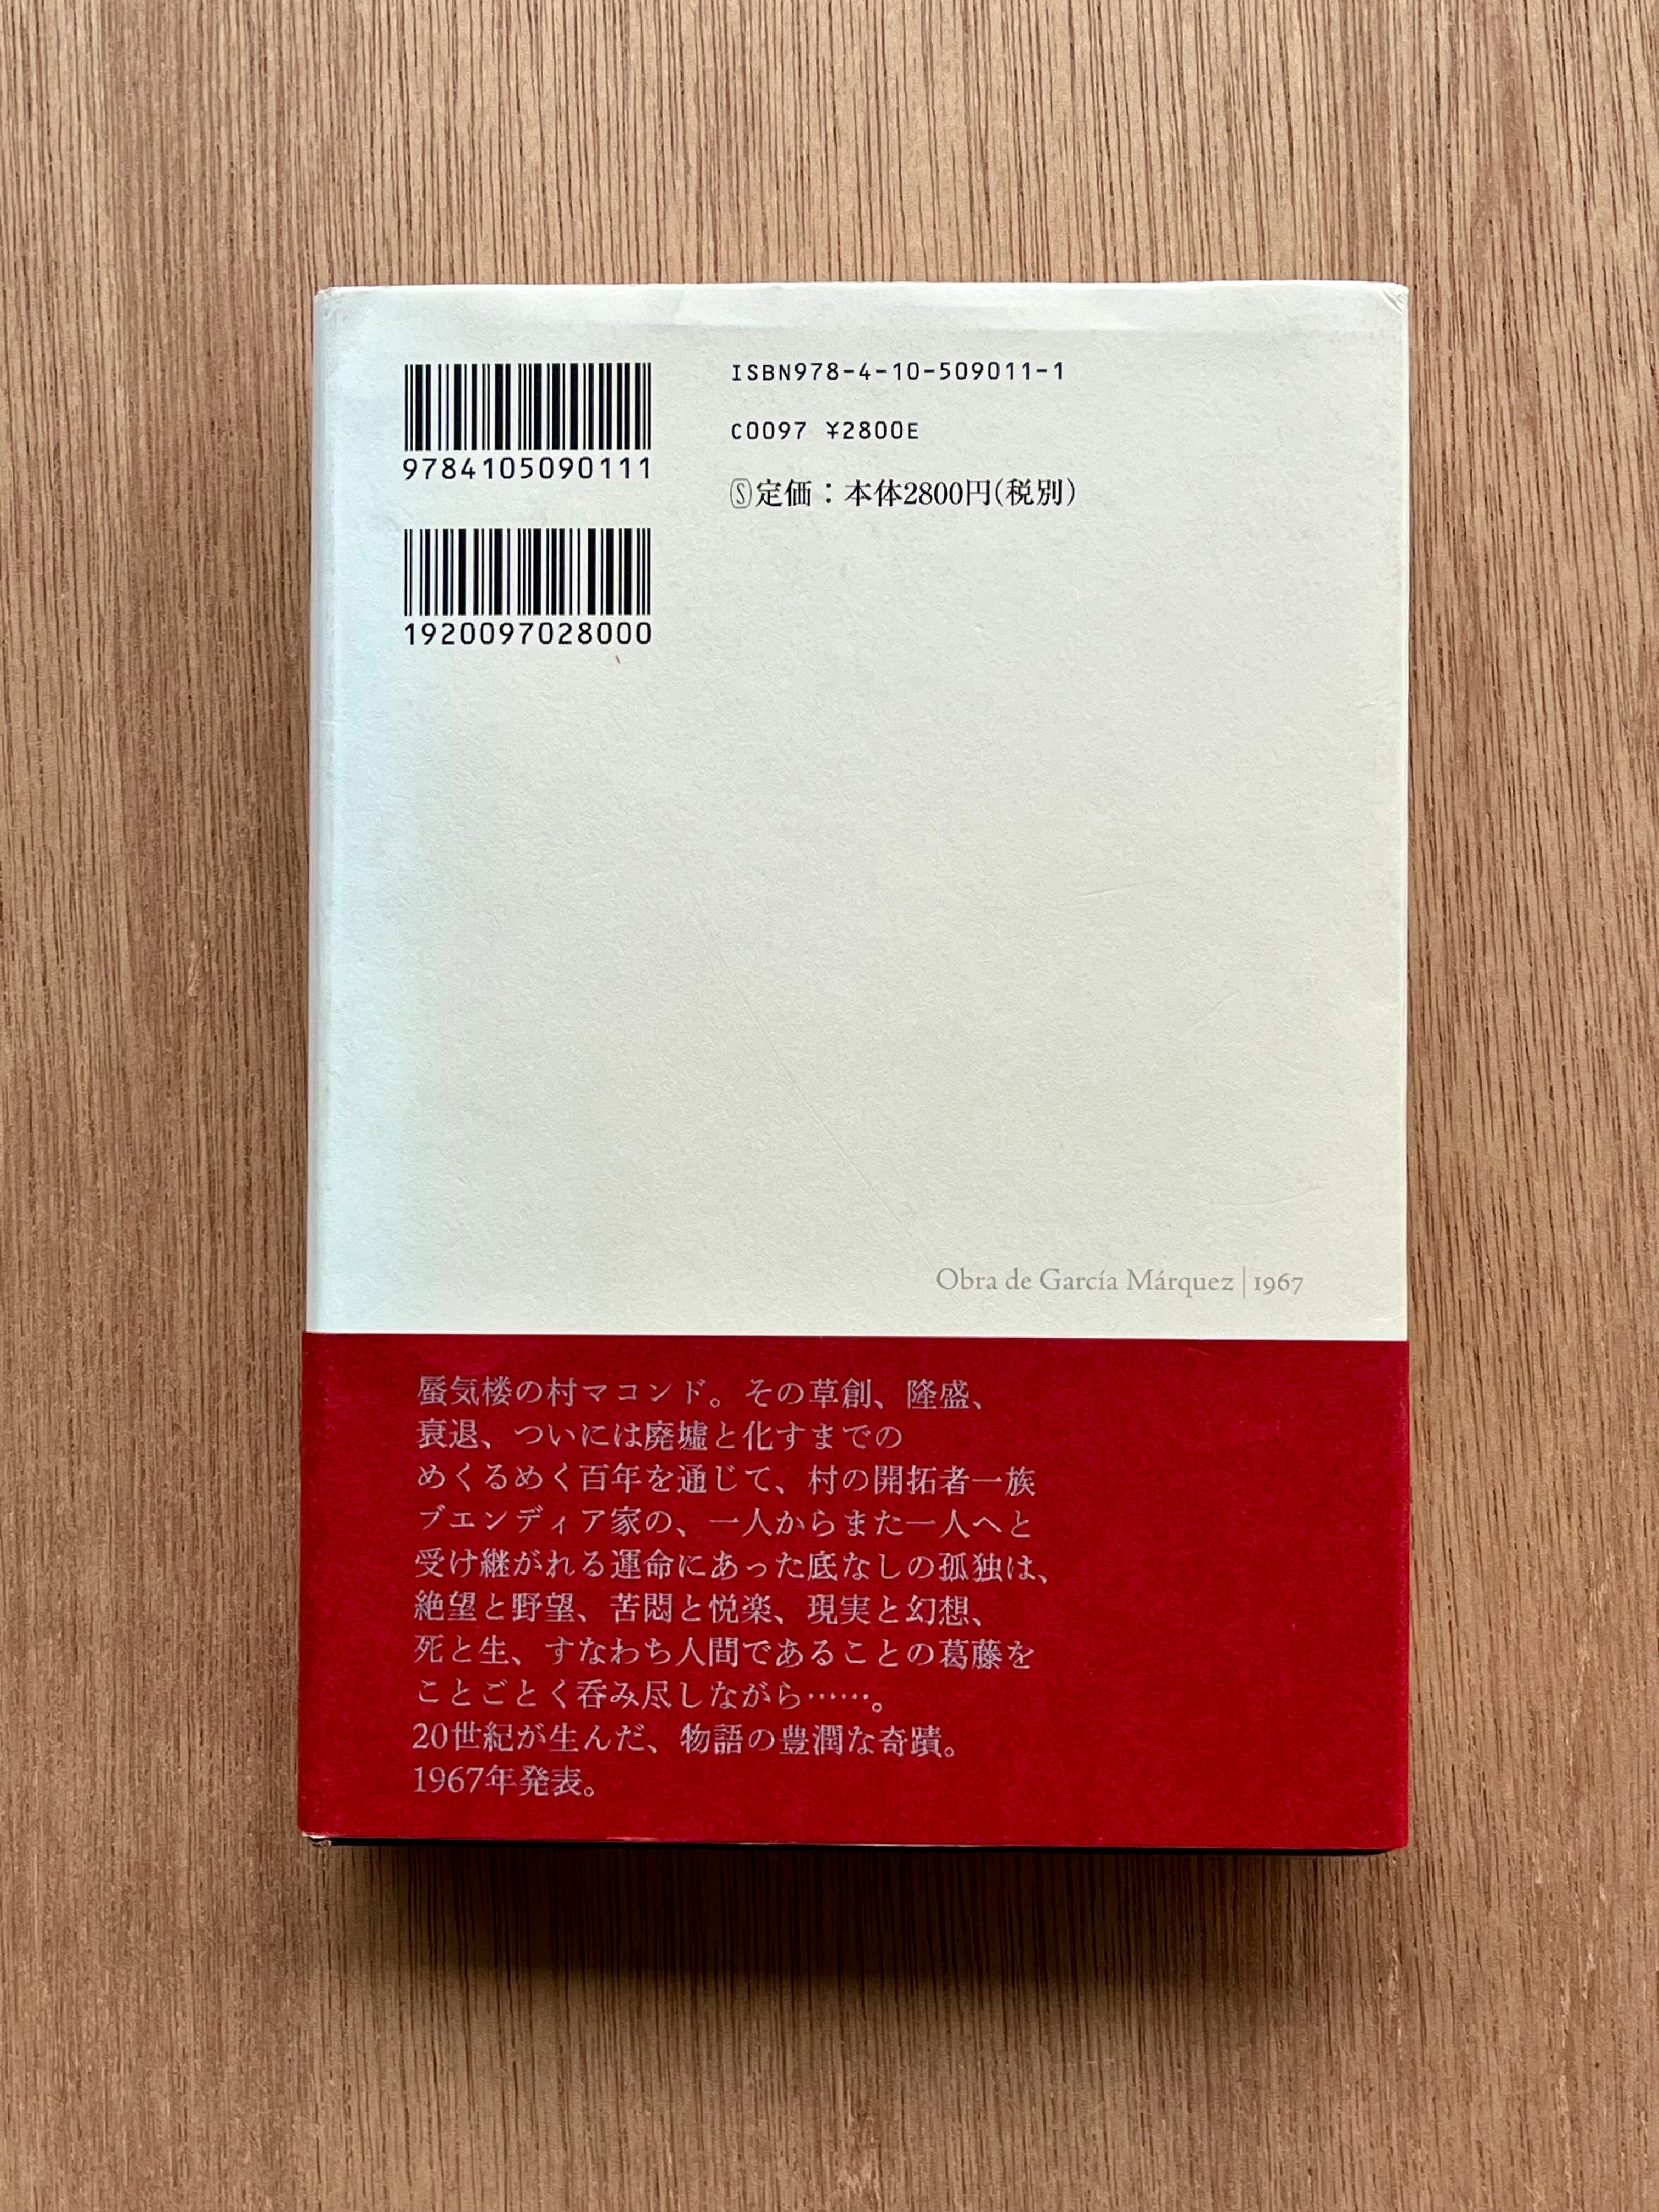 ISBN978-4-10-509011-1
C0097 ¥2800E
Ⓢ定価：本体2800円(税別)
9784105090111
1920097028000
Obra de García Márquez | 1967
蜃気楼の村マコンド。その草創、隆盛、
衰退、ついには廃墟と化すまでの
めくるめく百年を通じて、村の開拓者一族
ブエンディア家の、一人からまた一人へと
受け継がれる運命にあった底なしの孤独は、
絶望と野望、苦悶と悦楽、現実と幻想、
死と生、すなわち人間であることの葛藤を
ことごとく呑み尽しながら……。
20世紀が生んだ、物語の豊潤な奇蹟。
1967年発表。